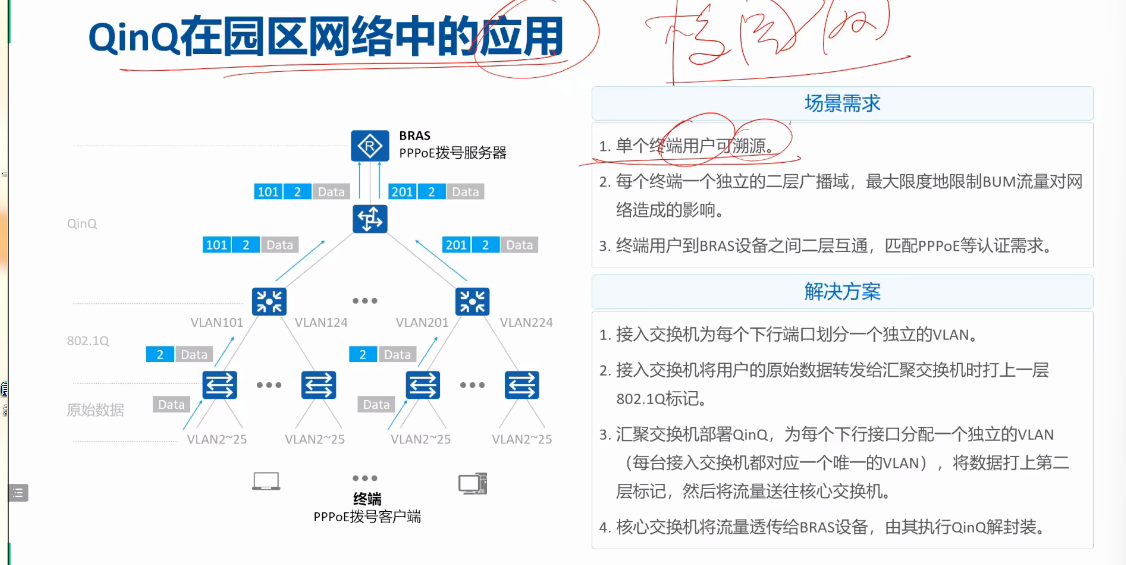 QinQ在园区网络中的应用
校园网
BRAS
PPPoE拨号服务器
101 2 Data
201 2 Data
QinQ
101 2 Data
201 2 Data
VLAN101
VLAN124
VLAN201
VLAN224
802.1Q
2 Data
2 Data
原始数据
Data
Data
VLAN2~25
VLAN2~25
VLAN2~25
VLAN2~25
终端
PPPoE拨号客户端
场景需求
1. 单个终端用户可溯源。
2. 每个终端一个独立的二层广播域，最大限度地限制BUM流量对网
络造成的影响。
3. 终端用户到BRAS设备之间二层互通，匹配PPPoE等认证需求。
解决方案
1. 接入交换机为每个下行端口划分一个独立的VLAN。
2. 接入交换机将用户的原始数据转发给汇聚交换机时打上一层
802.1Q标记。
3. 汇聚交换机部署QinQ，为每个下行接口分配一个独立的VLAN
（每台接入交换机都对应一个唯一的VLAN），将数据打上第二
层标记，然后将流量送往核心交换机。
4. 核心交换机将流量透传给BRAS设备，由其执行QinQ解封装。